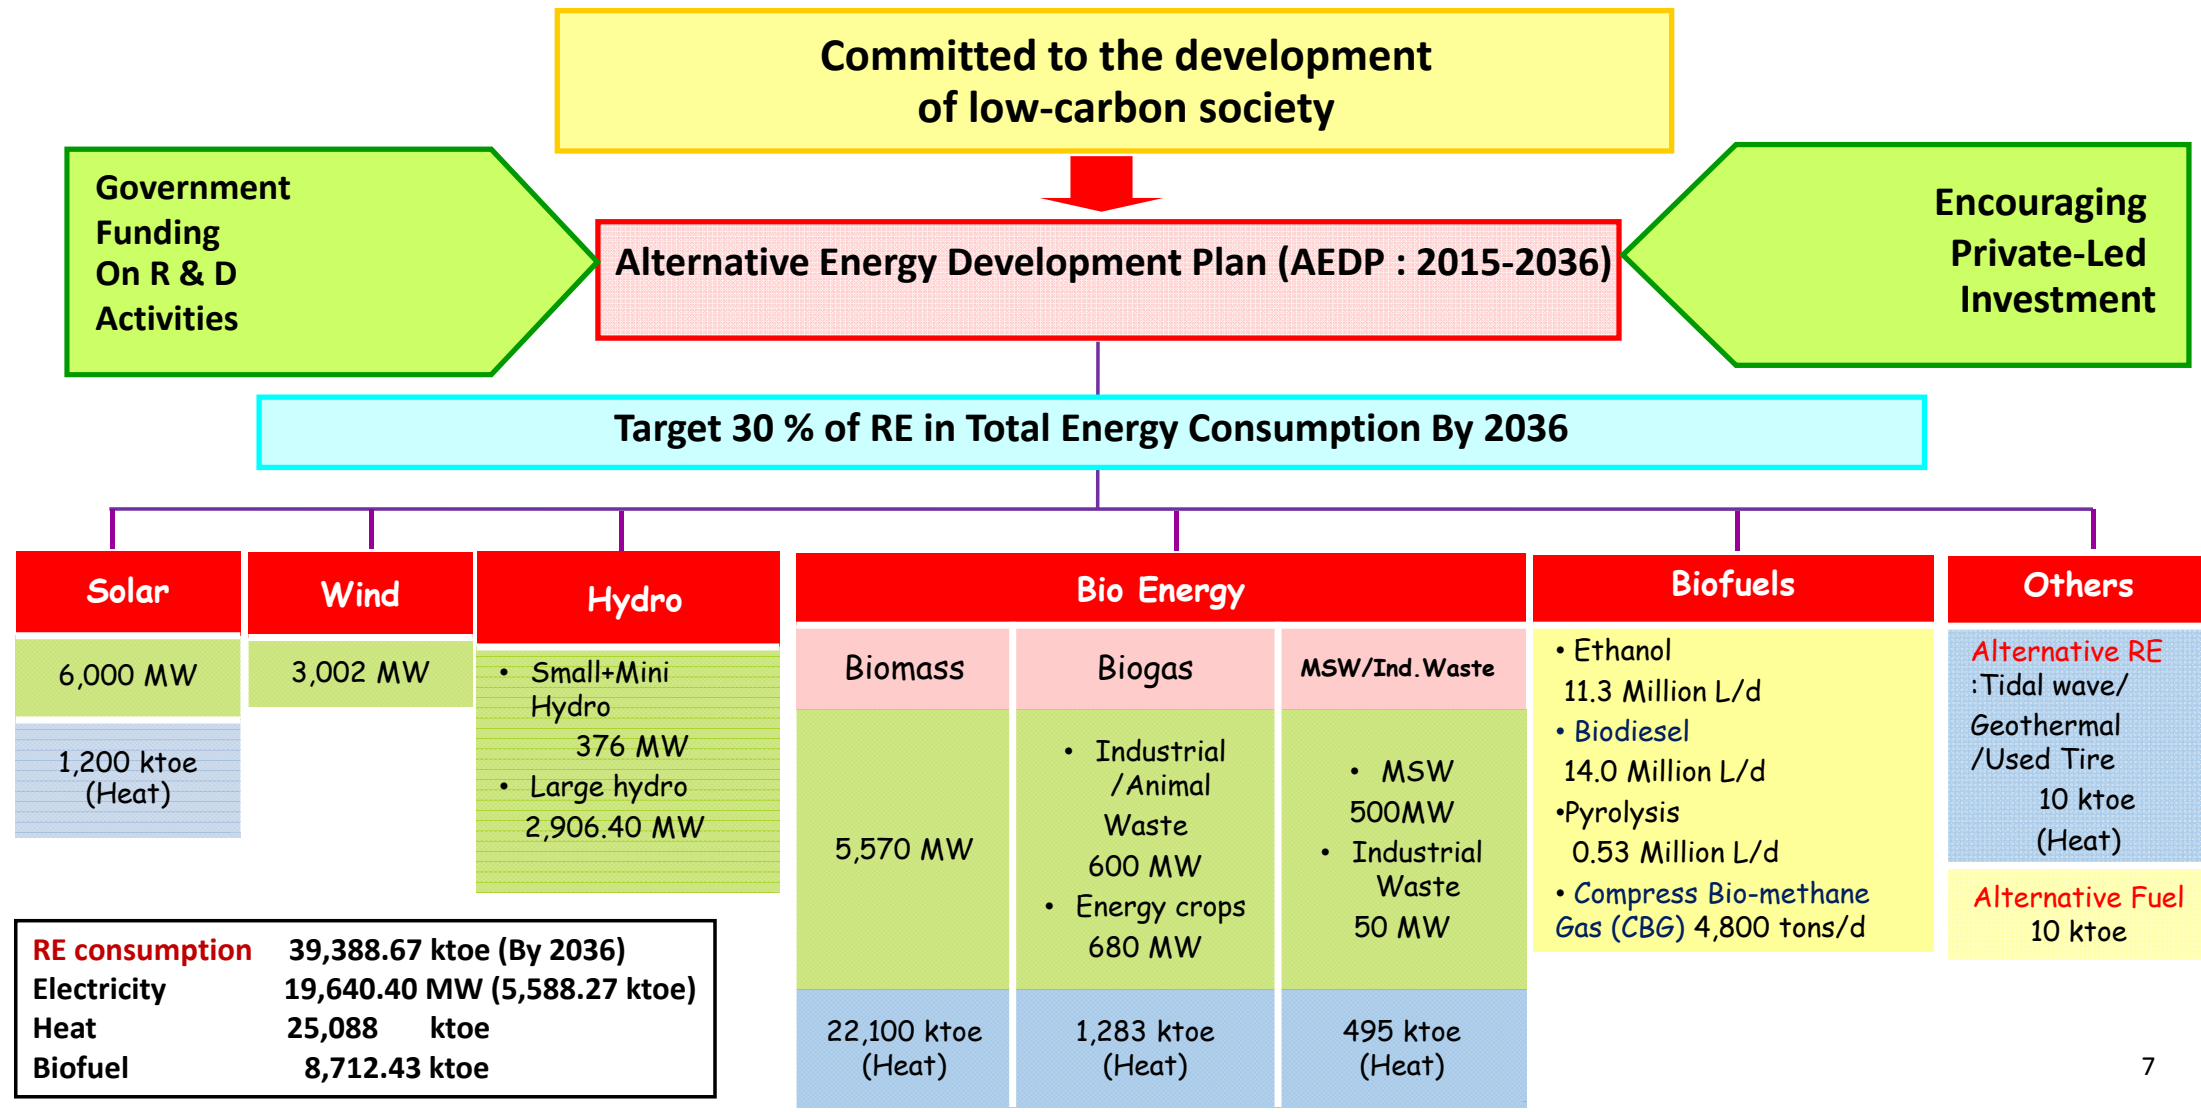 Committed to the development
of low-carbon society
Government
Funding
On R & D
Activities
Alternative Energy Development Plan (AEDP : 2015-2036)
Encouraging
Private-Led
Investment
Target 30 % of RE in Total Energy Consumption By 2036
Solar
6,000 MW
1,200 ktoe
(Heat)
Wind
3,002 MW
Hydro
• Small+Mini
Hydro
376 MW
• Large hydro
2,906.40 MW
Bio Energy
Biomass
5,570 MW
22,100 ktoe
(Heat)
Biogas
• Industrial
/Animal
Waste
600 MW
• Energy crops
680 MW
1,283 ktoe
(Heat)
MSW/Ind.Waste
• MSW
500MW
• Industrial
Waste
50 MW
495 ktoe
(Heat)
Biofuels
• Ethanol
11.3 Million L/d
• Biodiesel
14.0 Million L/d
•Pyrolysis
0.53 Million L/d
• Compress Bio-methane
Gas (CBG) 4,800 tons/d
Others
Alternative RE
:Tidal wave/
Geothermal
/Used Tire
10 ktoe
(Heat)
Alternative Fuel
10 ktoe
RE consumption 39,388.67 ktoe (By 2036)
Electricity 19,640.40 MW (5,588.27 ktoe)
Heat 25,088 ktoe
Biofuel 8,712.43 ktoe
7